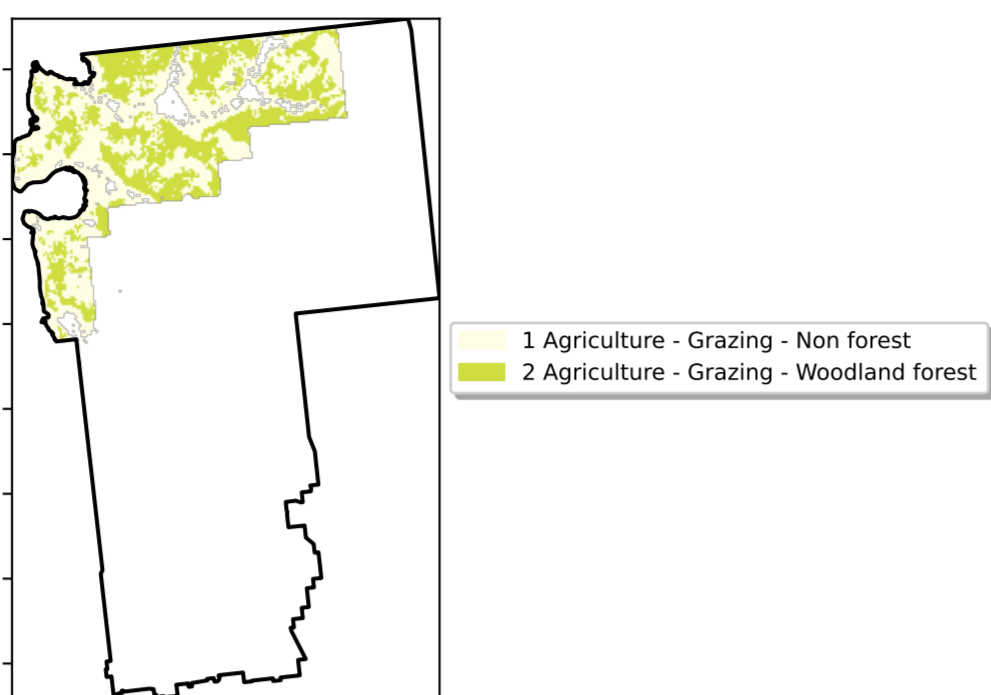 1 Agriculture - Grazing - Non forest
2 Agriculture - Grazing - Woodland forest